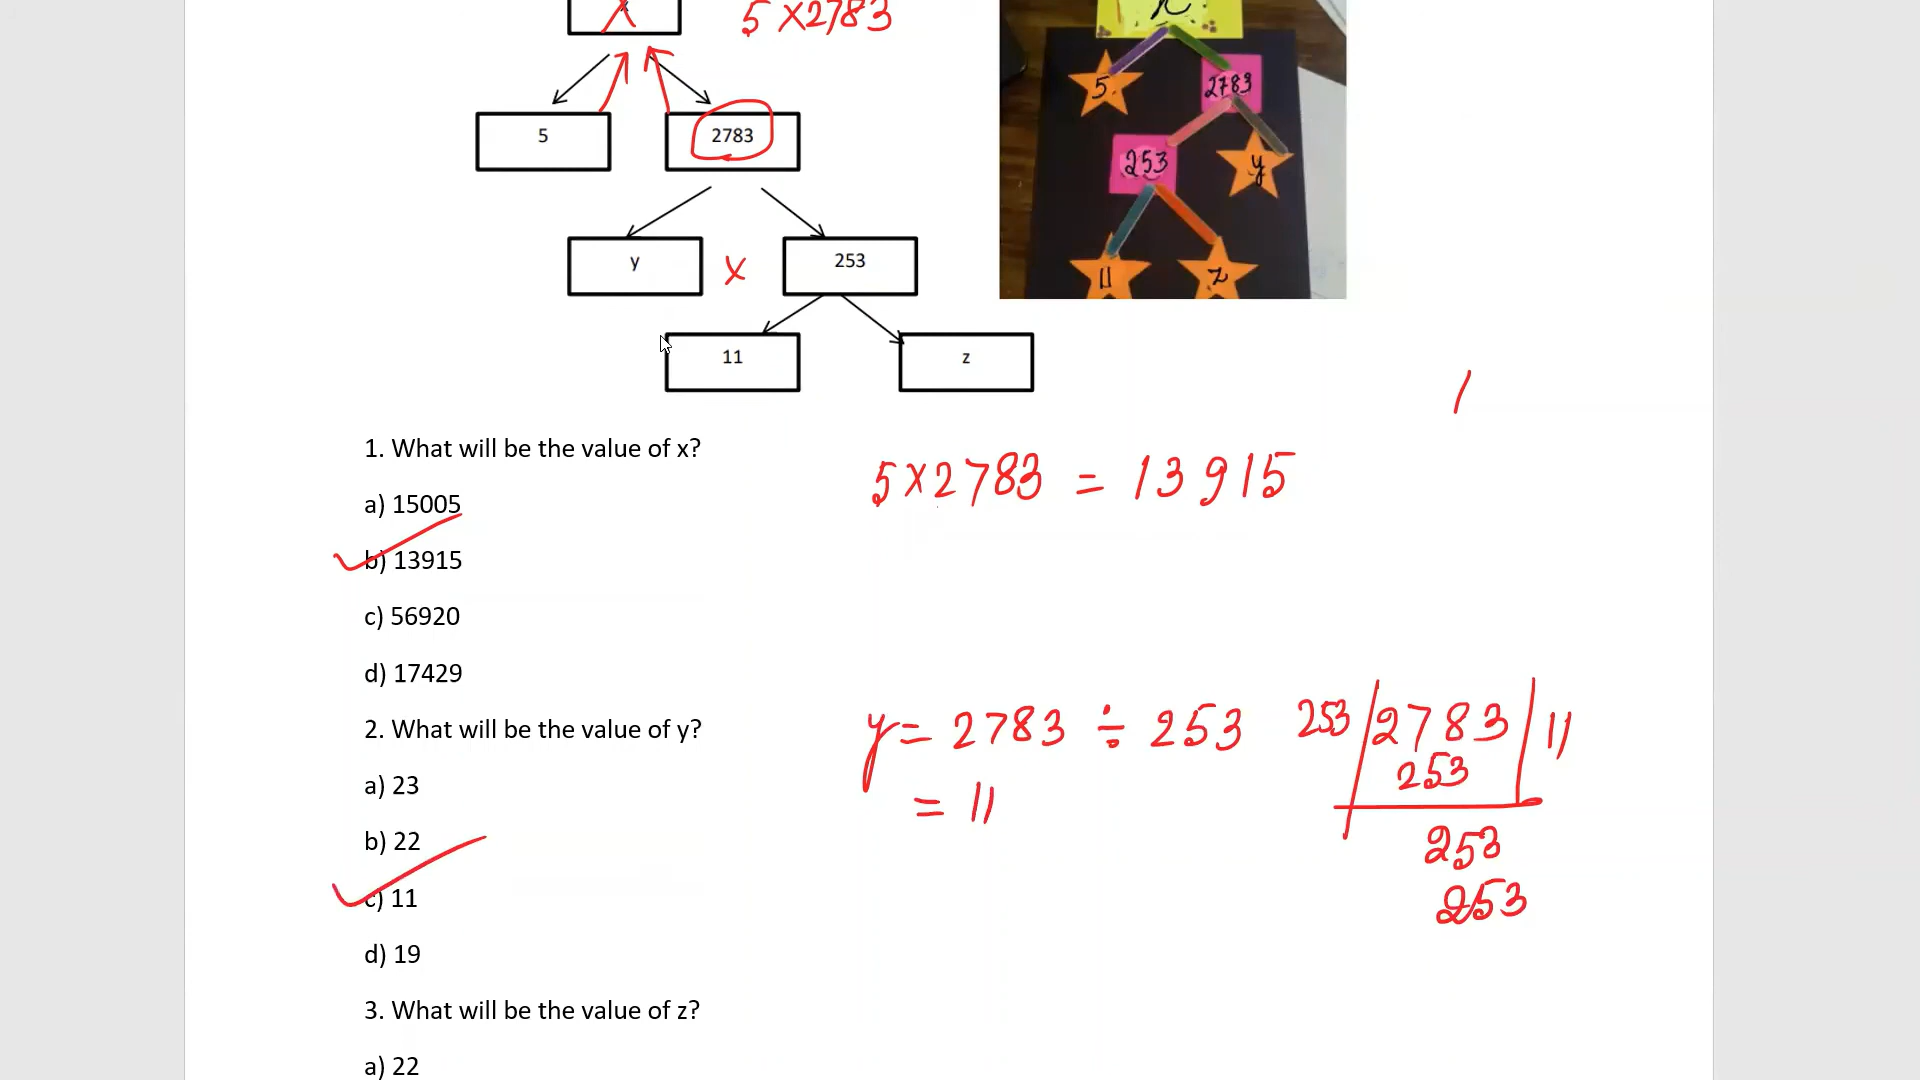 x 5 x2783
5 2783
y x 253
11 z
x
5 2783
253 y
11 z
1. What will be the value of x?
5x2783 = 13915
a) 15005
b) 13915
c) 56920
d) 17429
2. What will be the value of y?
y= 2783 ÷ 253
= 11
253 2783 11
253
253
253
a) 23
b) 22
c) 11
d) 19
3. What will be the value of z?
a) 22